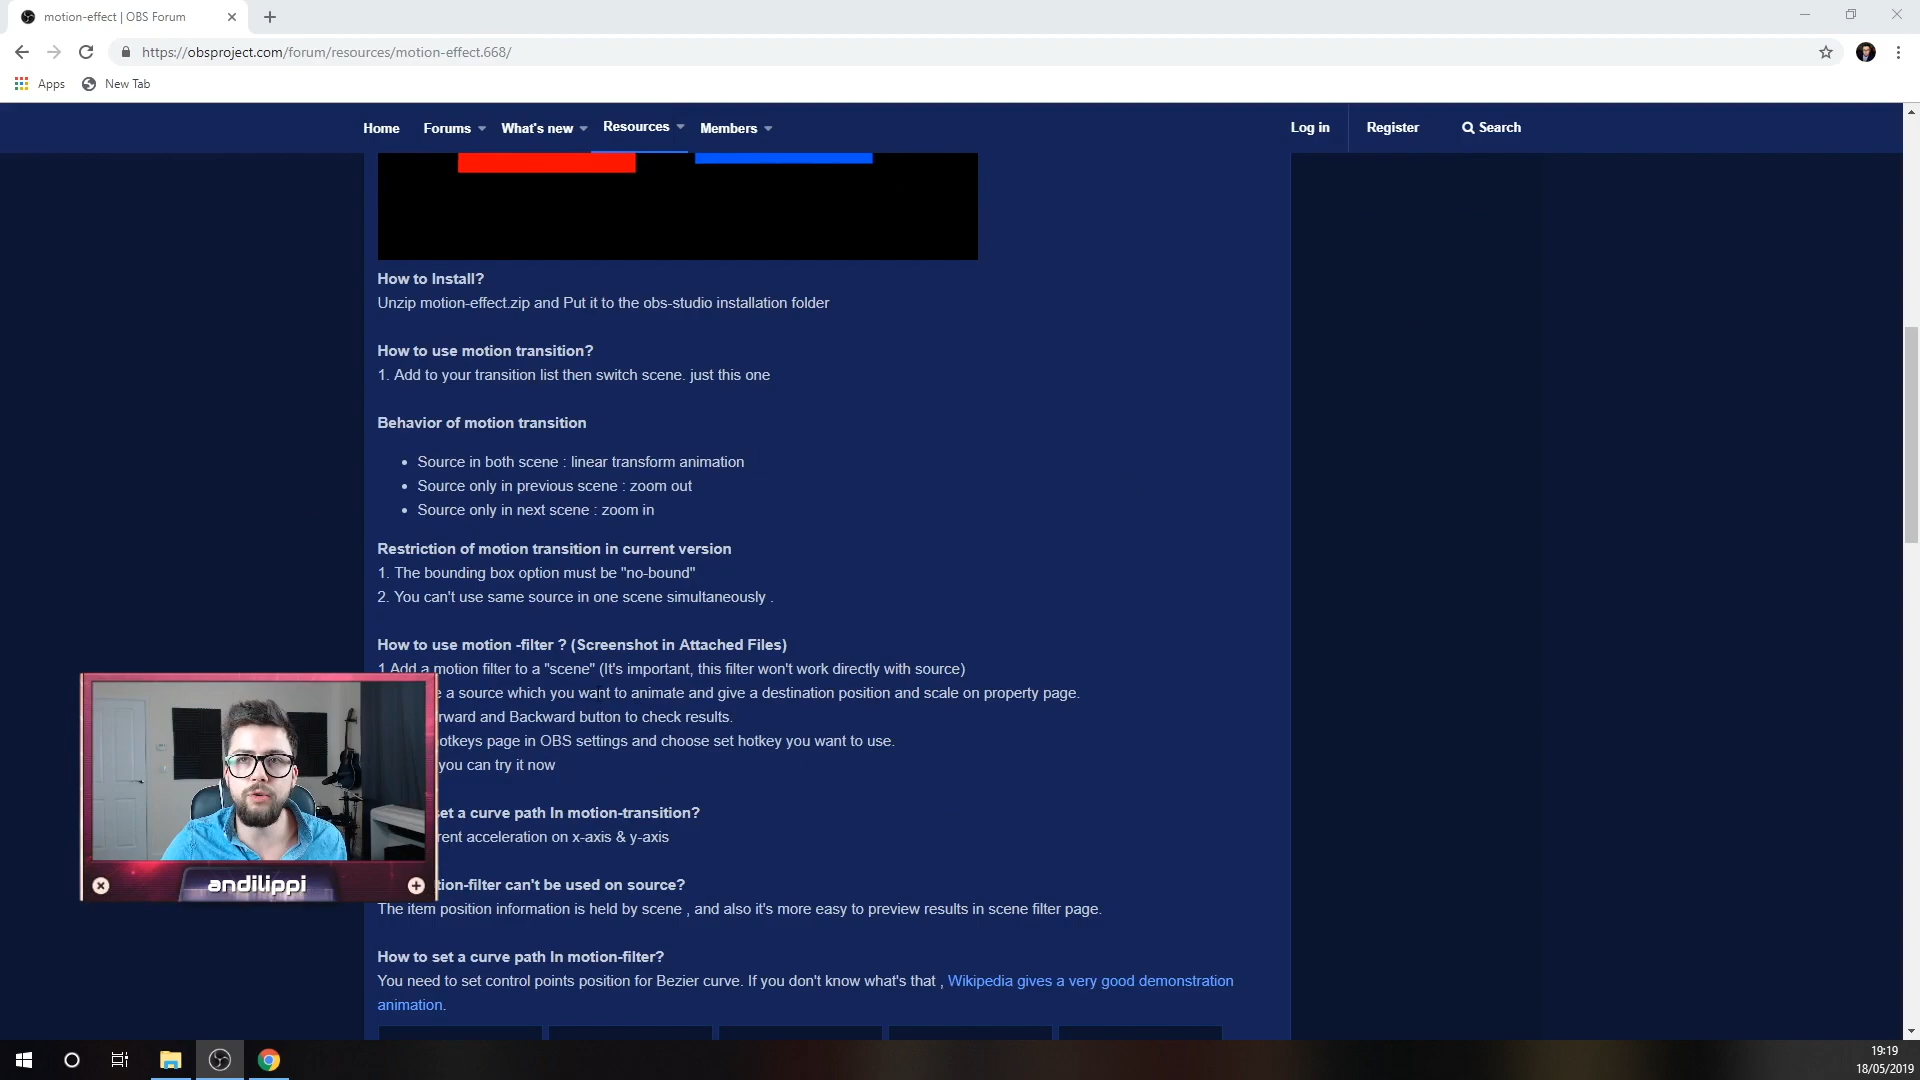 motion-effect | OBS Forum
https://obsproject.com/forum/resources/motion-effect.668/
Apps
New Tab
Home
Forums
What's new
Resources
Members
Log in
Register
Search
How to Install?
Unzip motion-effect.zip and Put it to the obs-studio installation folder
How to use motion transition?
1. Add to your transition list then switch scene. just this one
Behavior of motion transition
• Source in both scene : linear transform animation
• Source only in previous scene : zoom out
• Source only in next scene : zoom in
Restriction of motion transition in current version
1. The bounding box option must be "no-bound"
2. You can't use same source in one scene simultaneously .
How to use motion -filter ? (Screenshot in Attached Files)
1.Add a motion filter to a "scene" (It's important, this filter won't work directly with source)
a source which you want to animate and give a destination position and scale on property page.
rward and Backward button to check results.
otkeys page in OBS settings and choose set hotkey you want to use.
you can try it now
et a curve path In motion-transition?
rent acceleration on x-axis & y-axis
tion-filter can't be used on source?
The item position information is held by scene , and also it's more easy to preview results in scene filter page.
How to set a curve path In motion-filter?
You need to set control points position for Bezier curve. If you don't know what's that , Wikipedia gives a very good demonstration
animation.
andilippi
19:19
18/05/2019